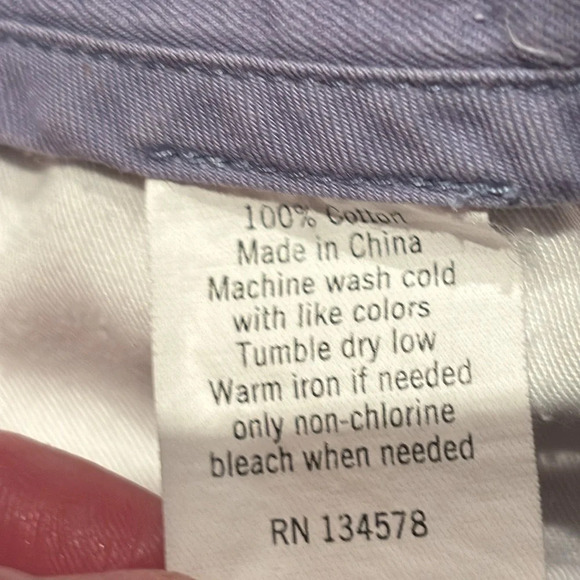 100% Cotton
Made in China
Machine wash cold
with like colors
Tumble dry low
Warm iron if needed
only non-chlorine
bleach when needed
RN 134578